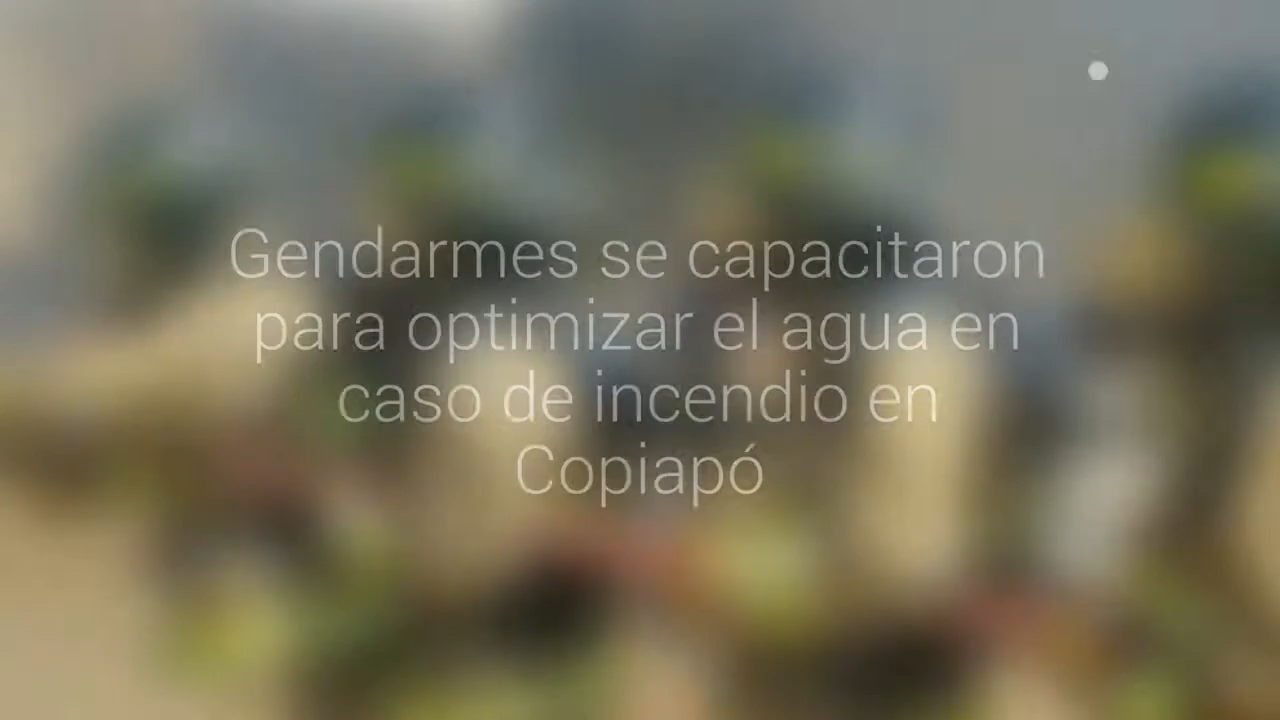 Gendarmes se capacitaron
para optimizar el agua en
caso de incendio en
Copiapó